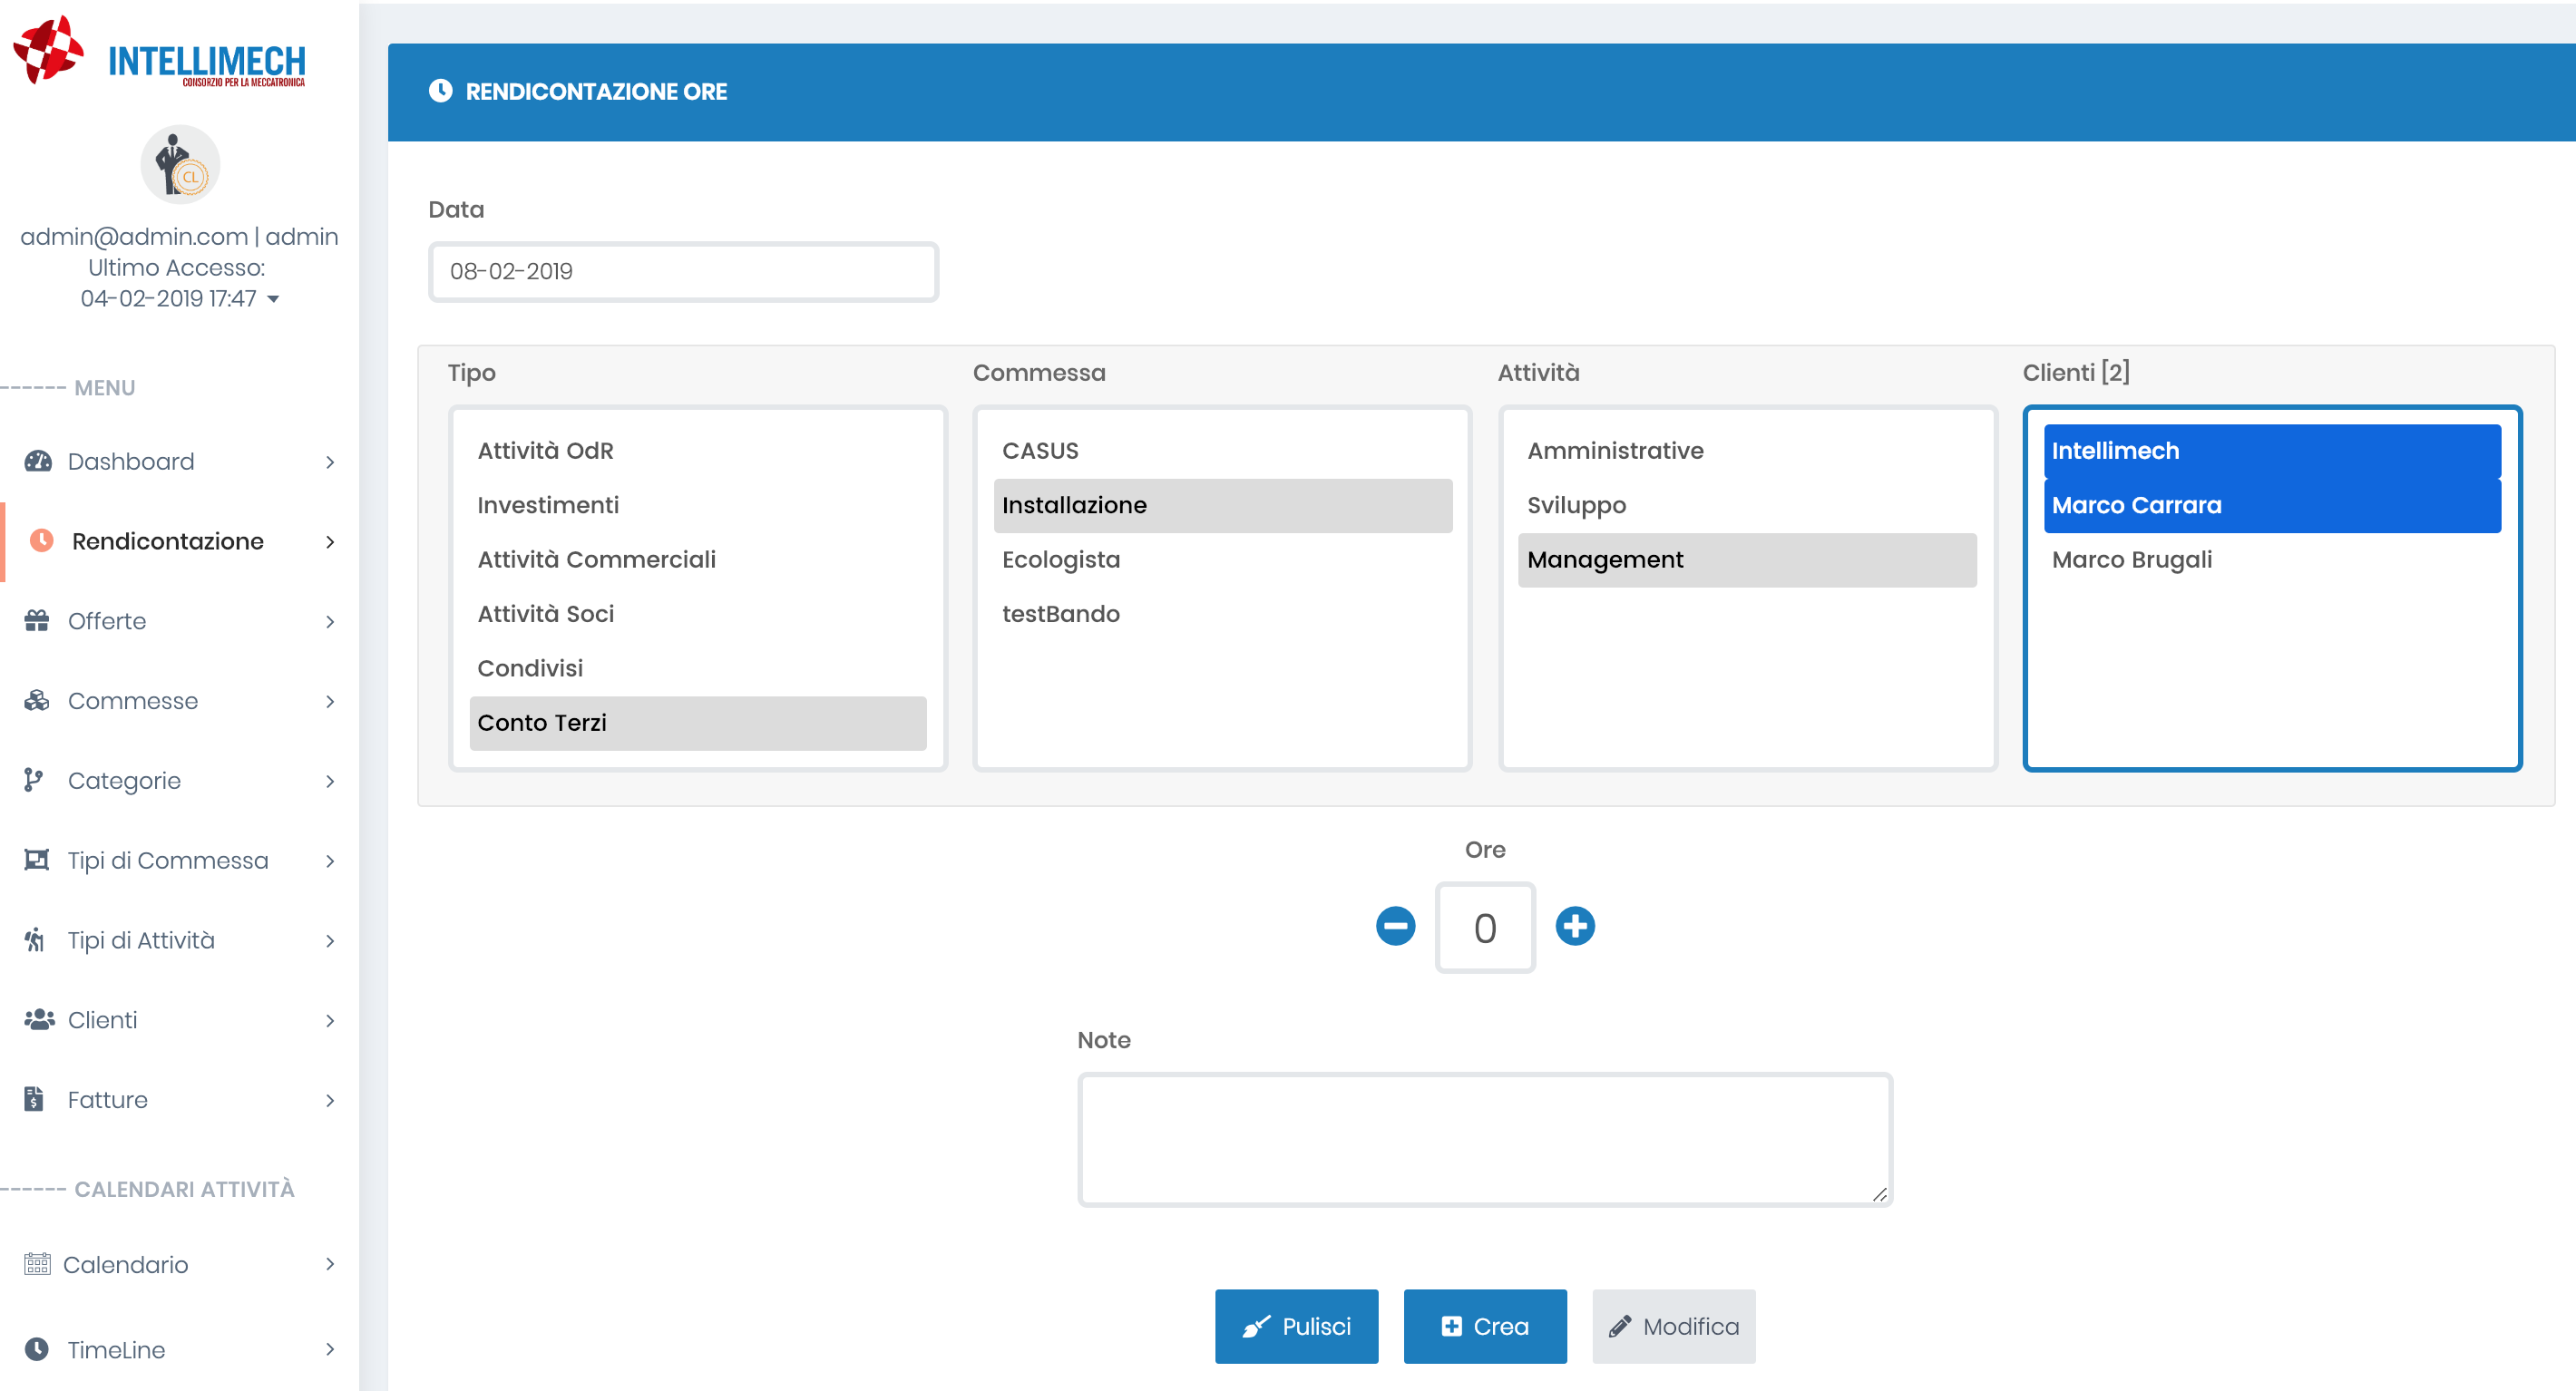 INTELLIMECH
CONSORZIO PER LA MECCATRONICA
CL
admin@admin.com | admin
Ultimo Accesso:
04-02-2019 17:47
------ MENU
Dashboard
Rendicontazione
Offerte
Commesse
Categorie
Tipi di Commessa
Tipi di Attività
Clienti
Fatture
------ CALENDARI ATTIVITÀ
Calendario
TimeLine
RENDICONTAZIONE ORE
Data
08-02-2019
Tipo
Attività OdR
Investimenti
Attività Commerciali
Attività Soci
Condivisi
Conto Terzi
Commessa
CASUS
Installazione
Ecologista
testBando
Attività
Amministrative
Sviluppo
Management
Clienti [2]
Intellimech
Marco Carrara
Marco Brugali
Ore
0
Note
Pulisci
Crea
Modifica